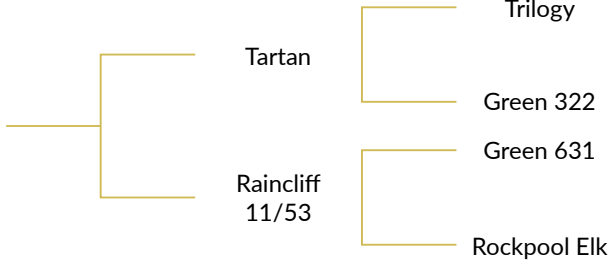 Trilogy
Tartan
Green 322
Green 631
Raincliff
11/53
Rockpool Elk